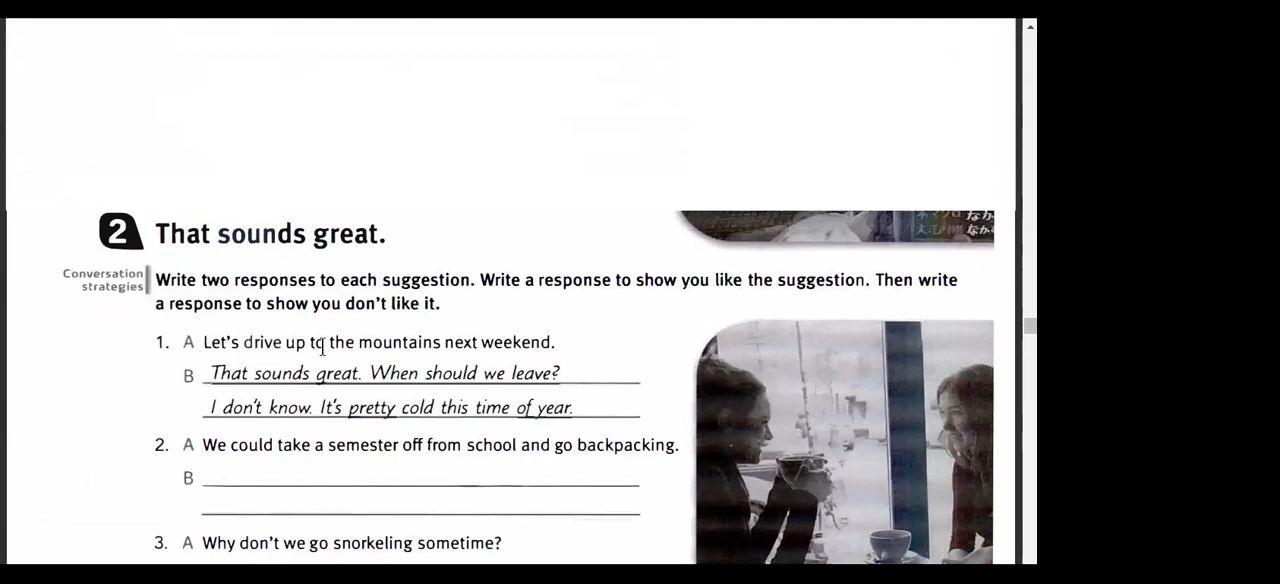 2 That sounds great.
Conversation strategies
Write two responses to each suggestion. Write a response to show you like the suggestion. Then write
a response to show you don't like it.
1. A Let's drive up to the mountains next weekend.
B That sounds great. When should we leave?
I don't know. It's pretty cold this time of year.
2. A We could take a semester off from school and go backpacking.
B
3. A Why don't we go snorkeling sometime?